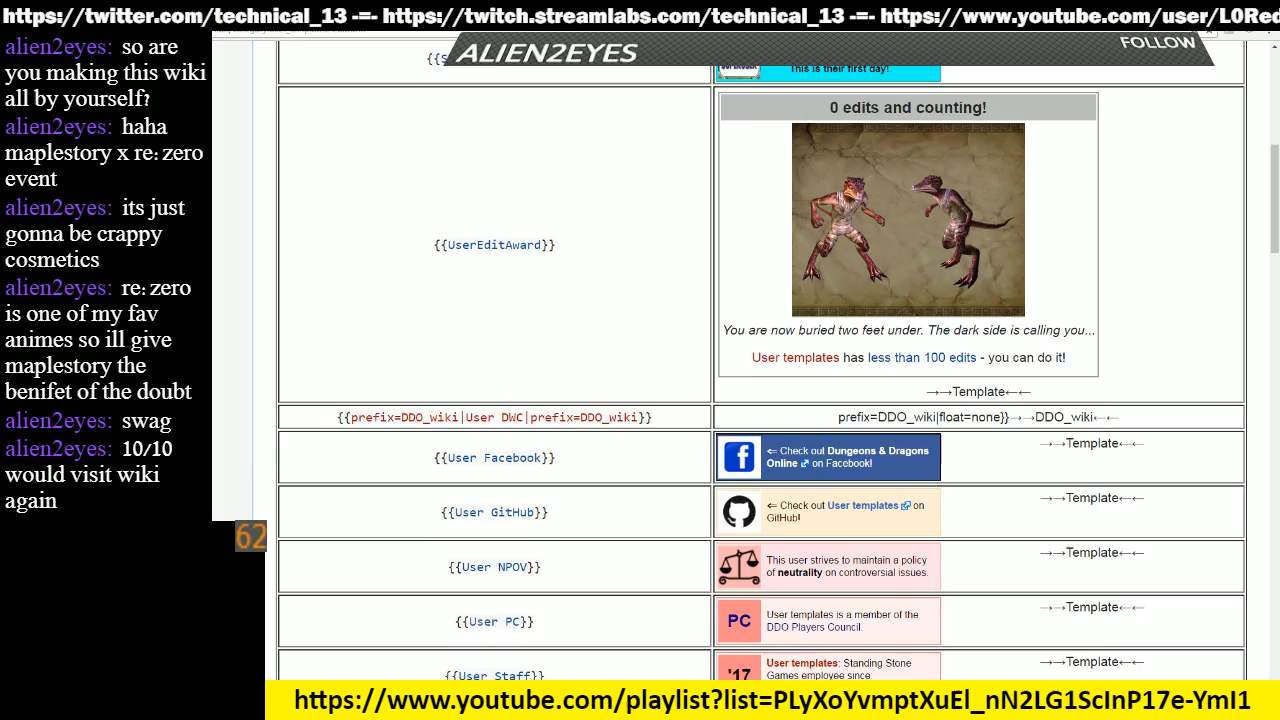 https://twitter.com/technical_13 -=- https://twitch.streamlabs.com/technical_13 -=- https://www.youtube.com/user/L0Red
alien2eyes: so are
you making this wiki
all by yourself?
alien2eyes: haha
maplestory x re: zero
event
alien2eyes: its just
gonna be crappy
cosmetics
alien2eyes: re: zero
is one of my fav
animes so ill give
maplestory the
benifet of the doubt
alien2eyes: swag
alien2eyes: 10/10
would visit wiki
again
62
ALIEN2EYES
FOLLOW
This is their first day!
{{UserEditAward}}
0 edits and counting!
You are now buried two feet under. The dark side is calling you...
User templates has less than 100 edits - you can do it!
→→Template←←
{{prefix=DDO_wiki|User DWC|prefix=DDO_wiki}}
prefix=DDO_wiki|float=none}}→→DDO_wiki←←
{{User Facebook}}
⇐ Check out Dungeons & Dragons
Online on Facebook!
→→Template←←
{{User GitHub}}
⇐ Check out User templates on
GitHub!
→→Template←←
{{User NPOV}}
This user strives to maintain a policy
of neutrality on controversial issues.
→→Template←←
{{User PC}}
PC
User templates is a member of the
DDO Players Council.
→→Template←←
{{User Staff}}
'17
User templates: Standing Stone
Games employee since:
→→Template←←
https://www.youtube.com/playlist?list=PLyXoYvmptXuEl_nN2LG1ScInP17e-YmI1